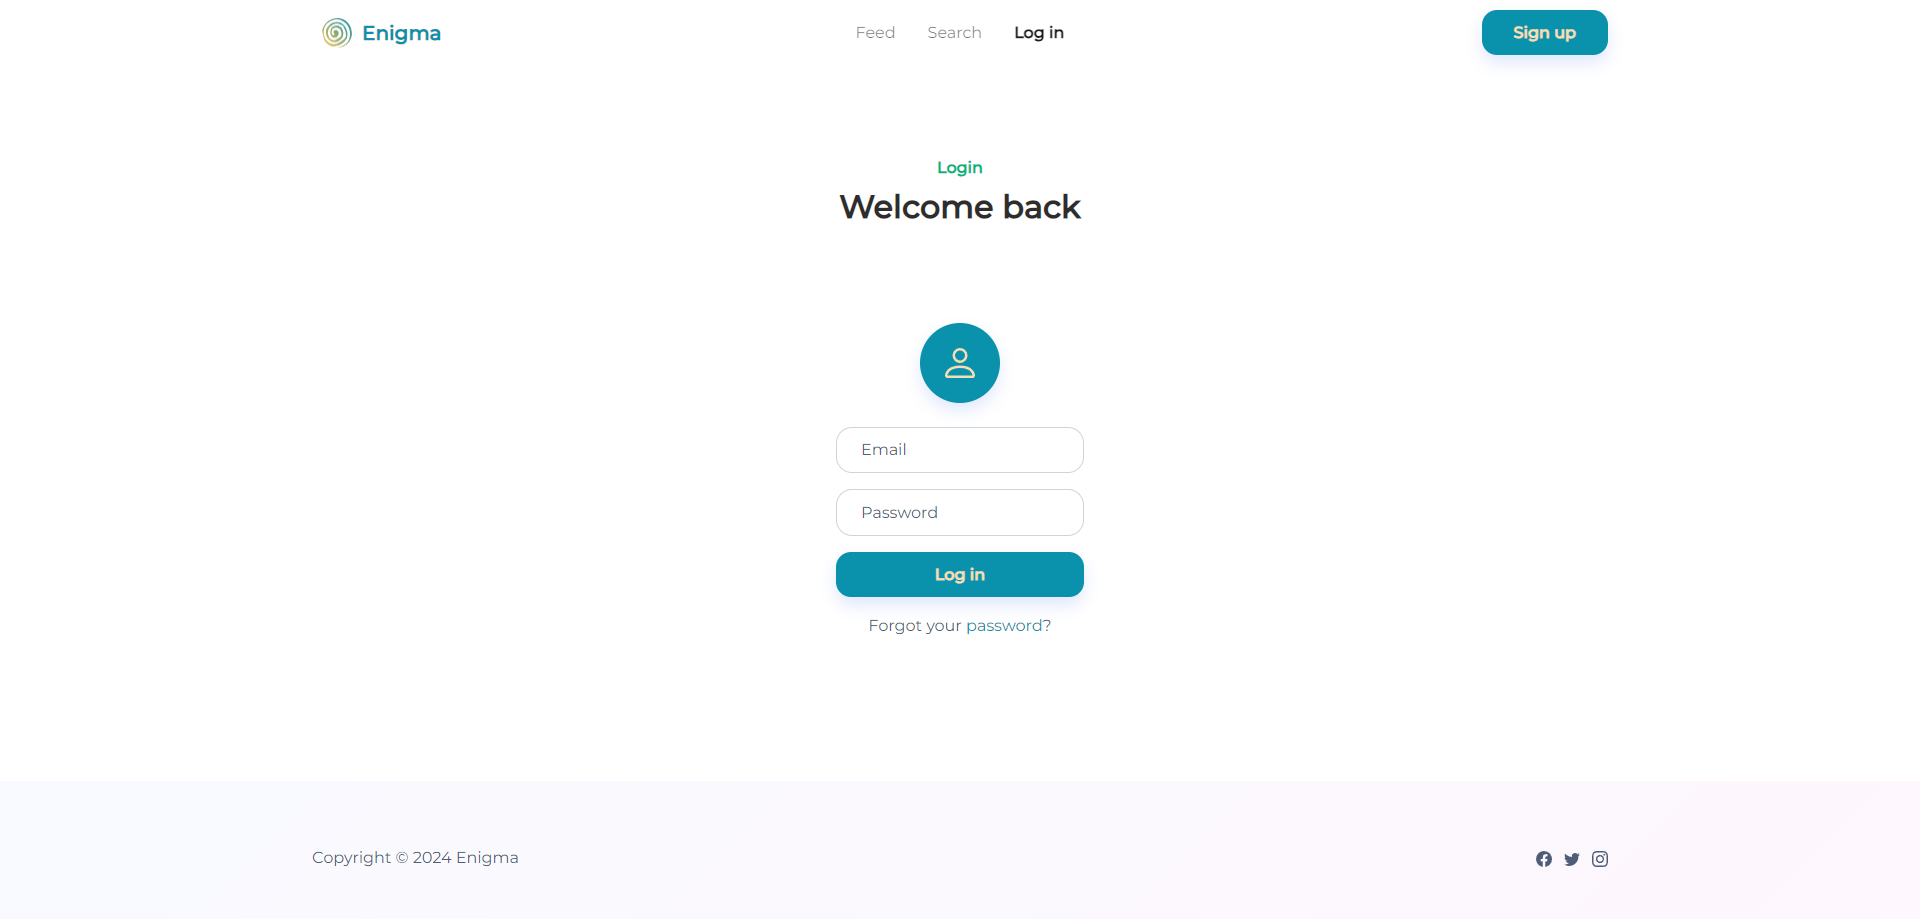 Enigma
Feed Search Log in
Sign up
Login
Welcome back
Email
Password
Log in
Forgot your password?
Copyright © 2024 Enigma